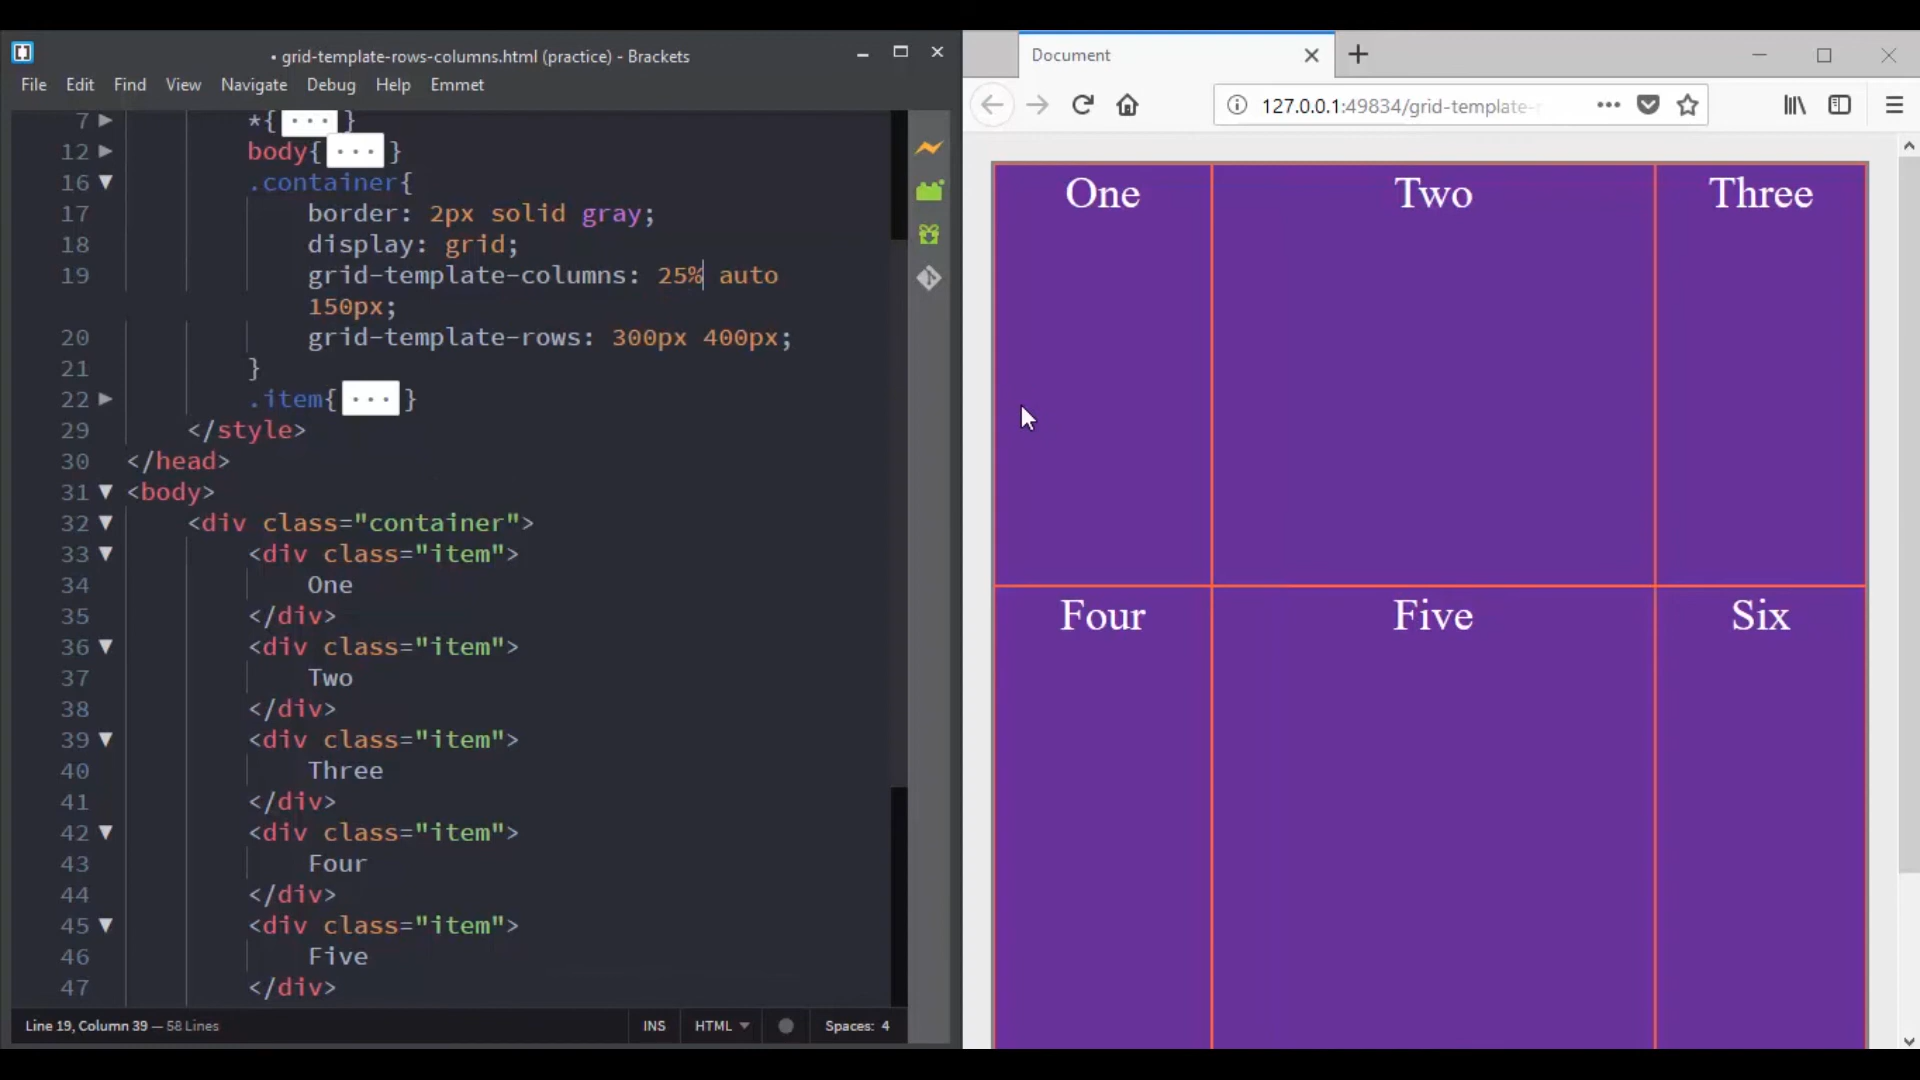 • grid-template-rows-columns.html (practice) - Brackets
File Edit Find View Navigate Debug Help Emmet
7 *{ ... }
12 body{ ... }
16 .container{
17 border: 2px solid gray;
18 display: grid;
19 grid-template-columns: 25% auto
150px;
20 grid-template-rows: 300px 400px;
21 }
22 .item{ ... }
29 </style>
30 </head>
31 <body>
32 <div class="container">
33 <div class="item">
34 One
35 </div>
36 <div class="item">
37 Two
38 </div>
39 <div class="item">
40 Three
41 </div>
42 <div class="item">
43 Four
44 </div>
45 <div class="item">
46 Five
47 </div>
Line 19, Column 39 — 58 Lines
INS HTML Spaces: 4
Document
127.0.0.1:49834/grid-template-
One Two Three
Four Five Six